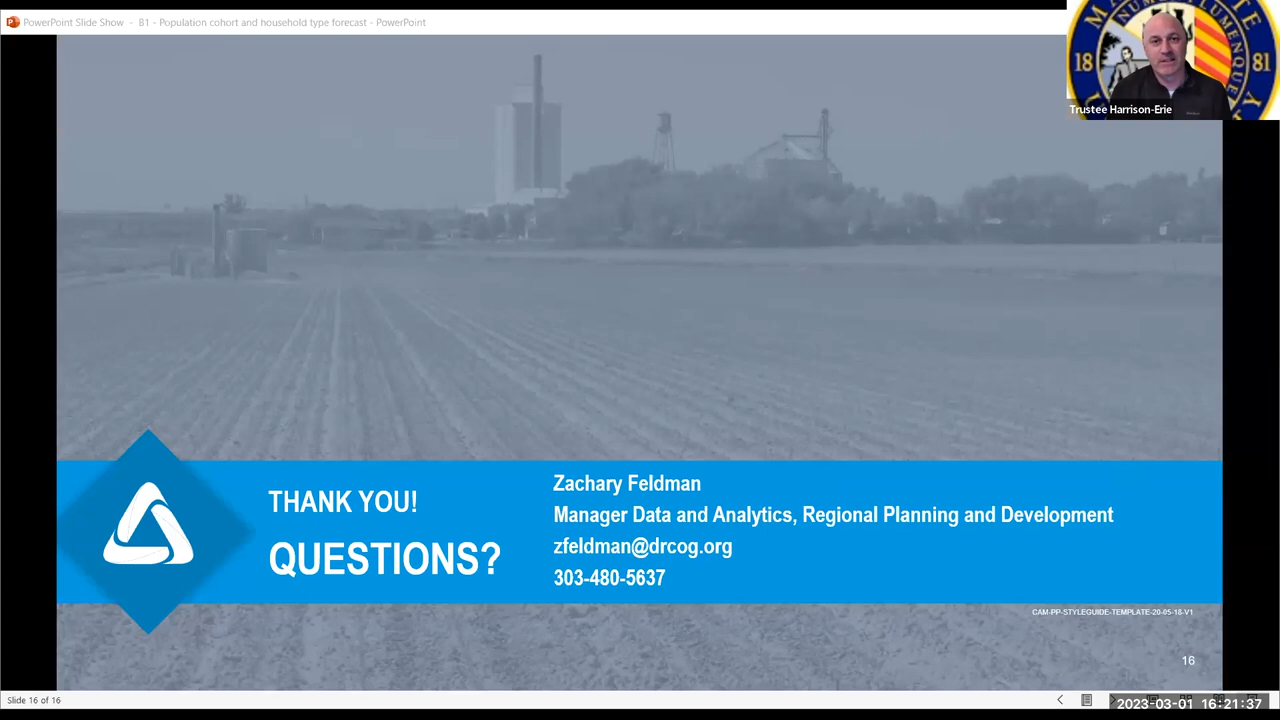 PowerPoint Slide Show - B1 - Population cohort and household type forecast - PowerPoint
18 81
Trustee Harrison-Erie
THANK YOU!
QUESTIONS?
Zachary Feldman
Manager Data and Analytics, Regional Planning and Development
zfeldman@drcog.org
303-480-5637
CAM-PP-STYLEGUIDE-TEMPLATE-20-05-18-V1
16
Slide 16 of 16
2023-03-01 16:21:37